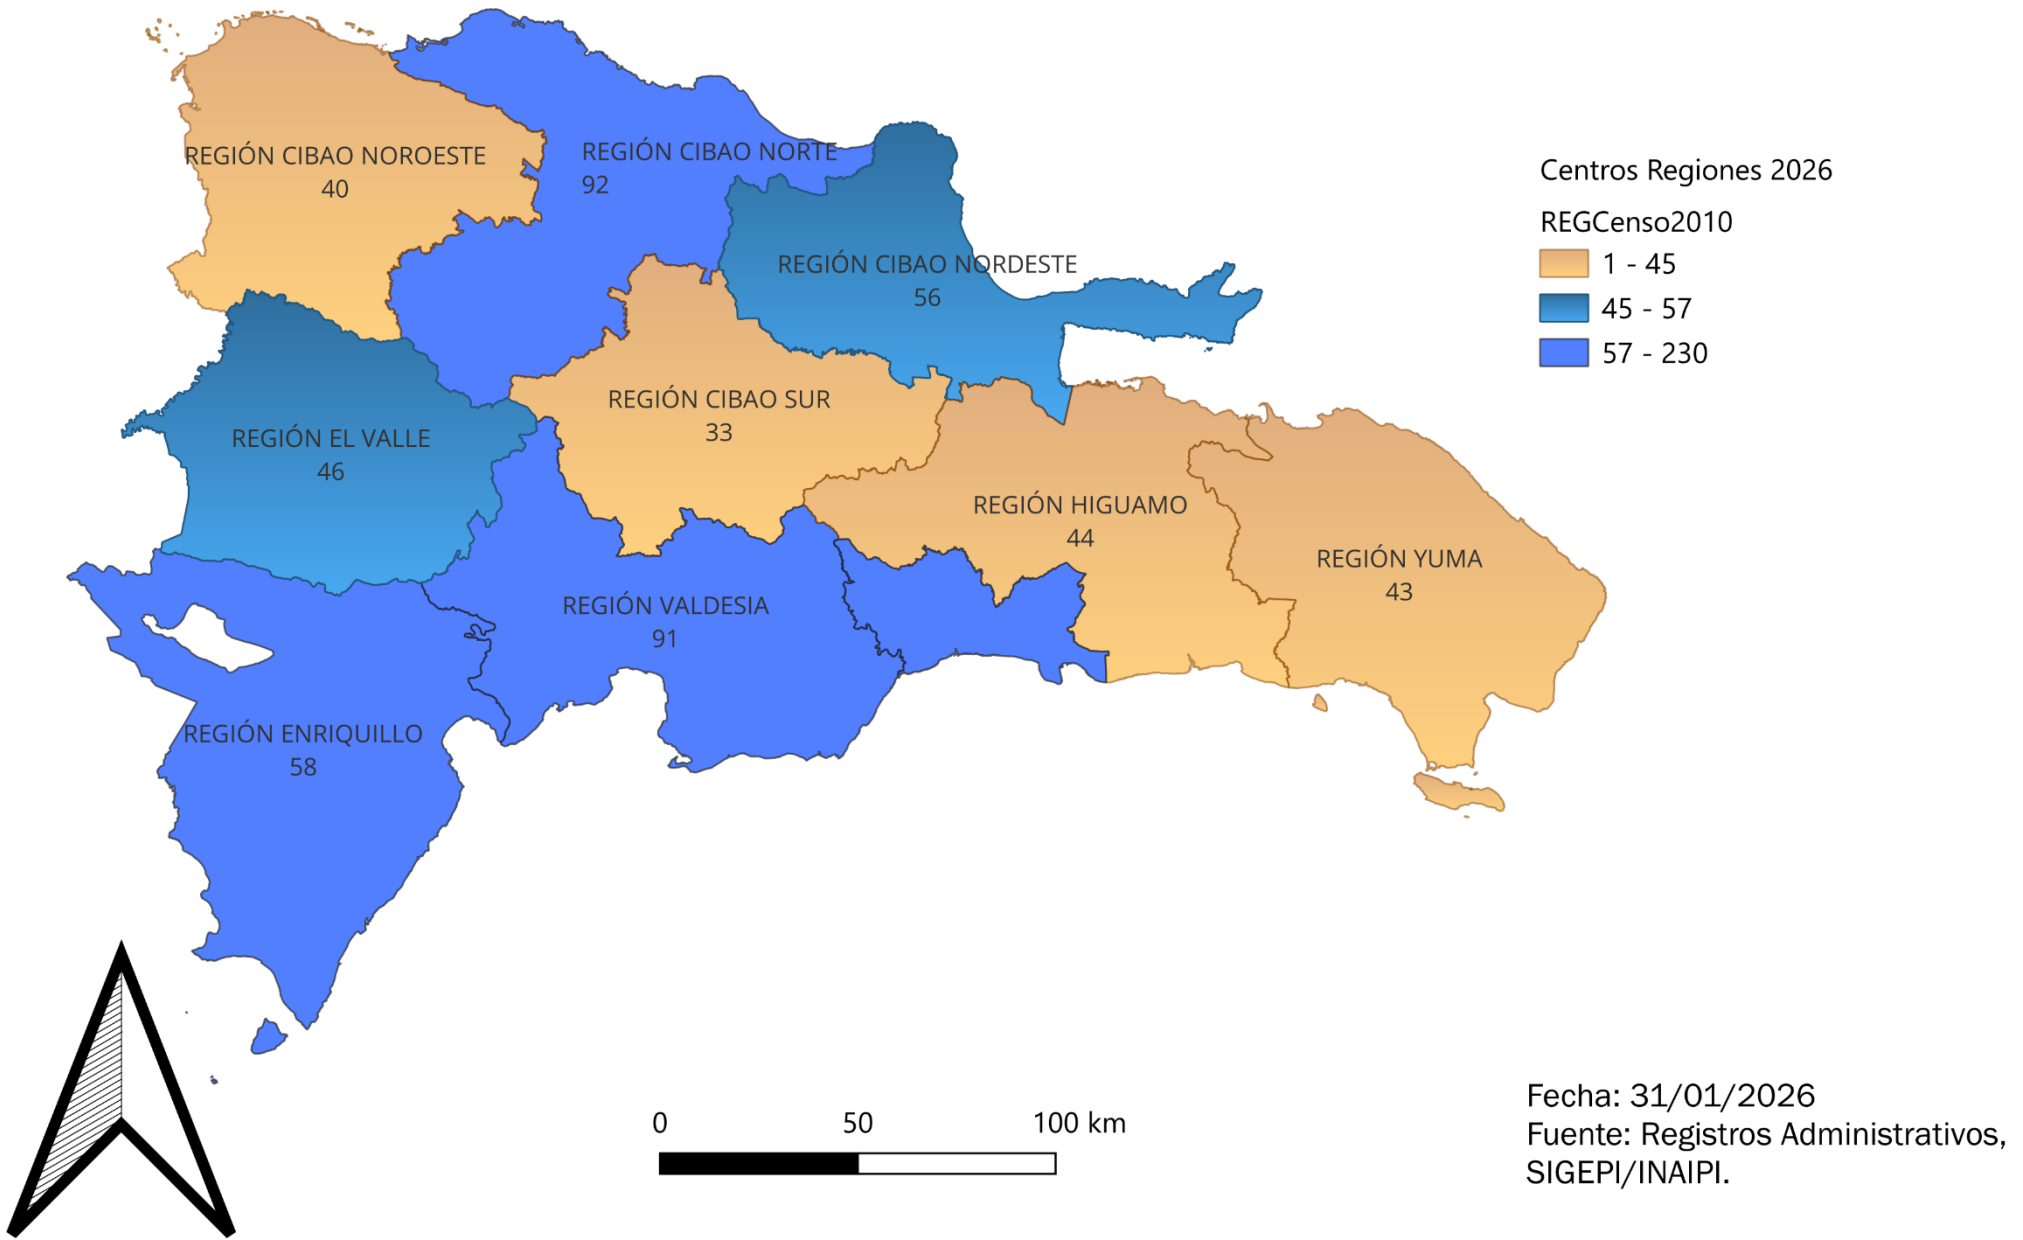 REGIÓN CIBAO NOROESTE
40
REGIÓN CIBAO NORTE
92
REGIÓN CIBAO NORDESTE
56
REGIÓN CIBAO SUR
33
REGIÓN EL VALLE
46
REGIÓN HIGUAMO
44
REGIÓN YUMA
43
REGIÓN VALDESIA
91
REGIÓN ENRIQUILLO
58
Centros Regiones 2026
REGCenso2010
1 - 45
45 - 57
57 - 230
0 50 100 km
Fecha: 31/01/2026
Fuente: Registros Administrativos,
SIGEPI/INAIPI.